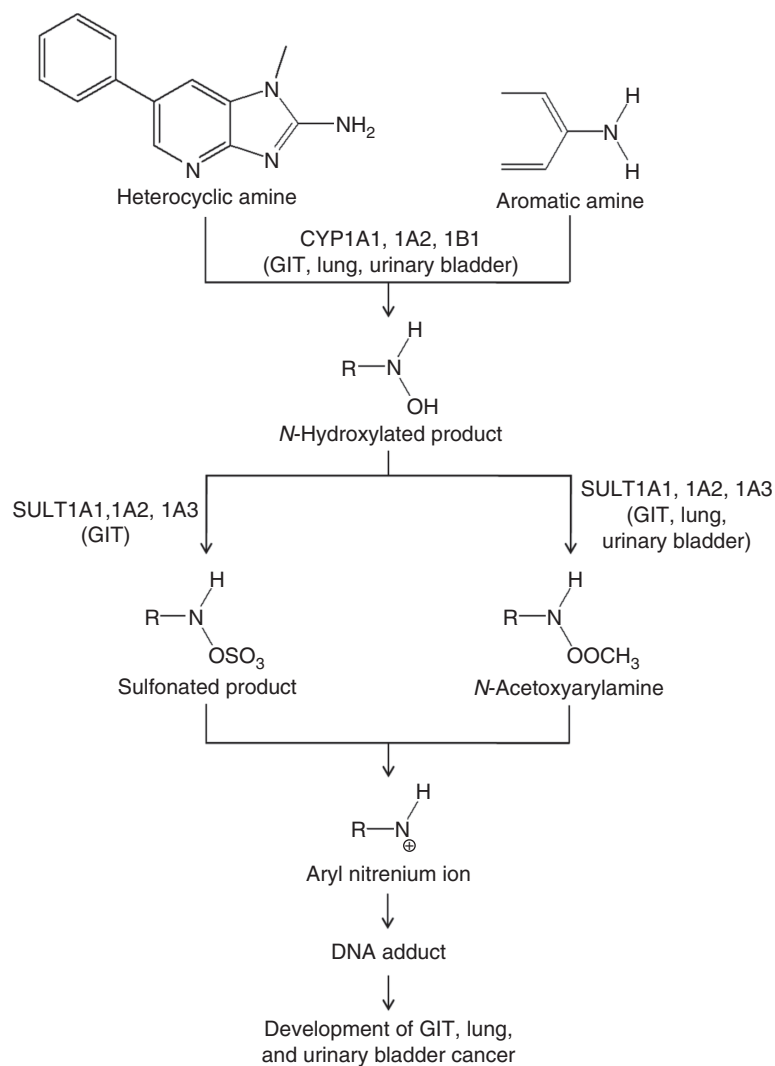 N
N
N
NH2
Heterocyclic amine
H
N
H
Aromatic amine
CYP1A1, 1A2, 1B1
(GIT, lung, urinary bladder)
H
R—N
OH
N-Hydroxylated product
SULT1A1,1A2, 1A3
(GIT)
SULT1A1, 1A2, 1A3
(GIT, lung,
urinary bladder)
H
R—N
OSO3
Sulfonated product
H
R—N
OOCH3
N-Acetoxyarylamine
H
R—N
⊕
Aryl nitrenium ion
DNA adduct
Development of GIT, lung,
and urinary bladder cancer